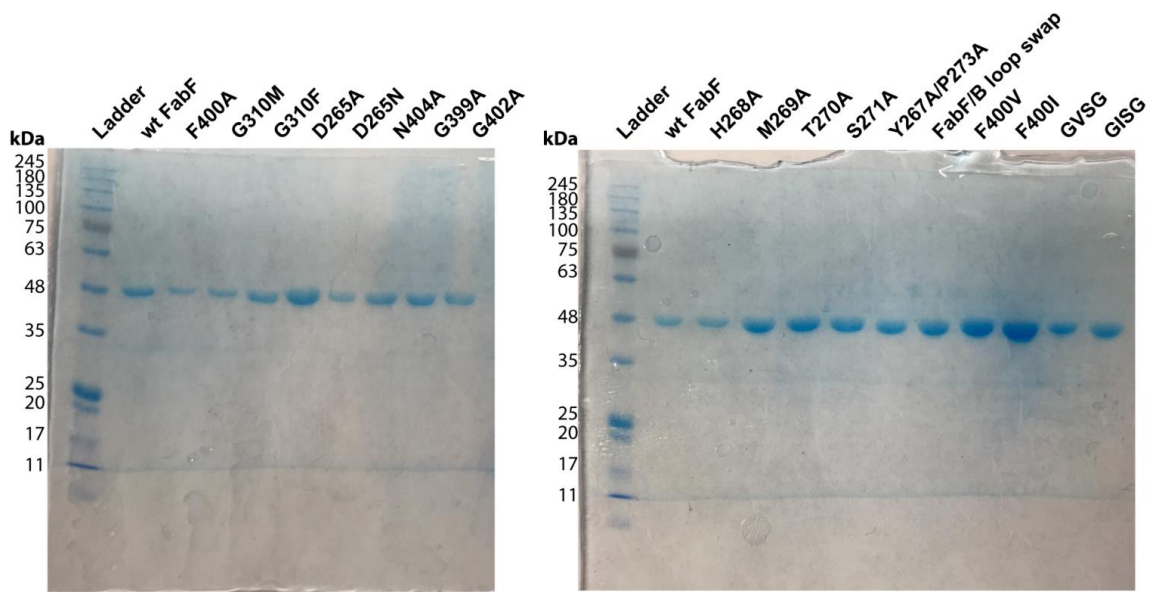 Ladder
wt FabF
F400A
G310M
G310F
D265A
D265N
N404A
G399A
G402A
kDa
245
180
135
100
75
63
48
35
25
20
17
11
Ladder
wt FabF
H268A
M269A
T270A
S271A
Y267A/P273A
FabF/B loop swap
F400V
F400I
GVSG
GISG
kDa
245
180
135
100
75
63
48
35
25
20
17
11